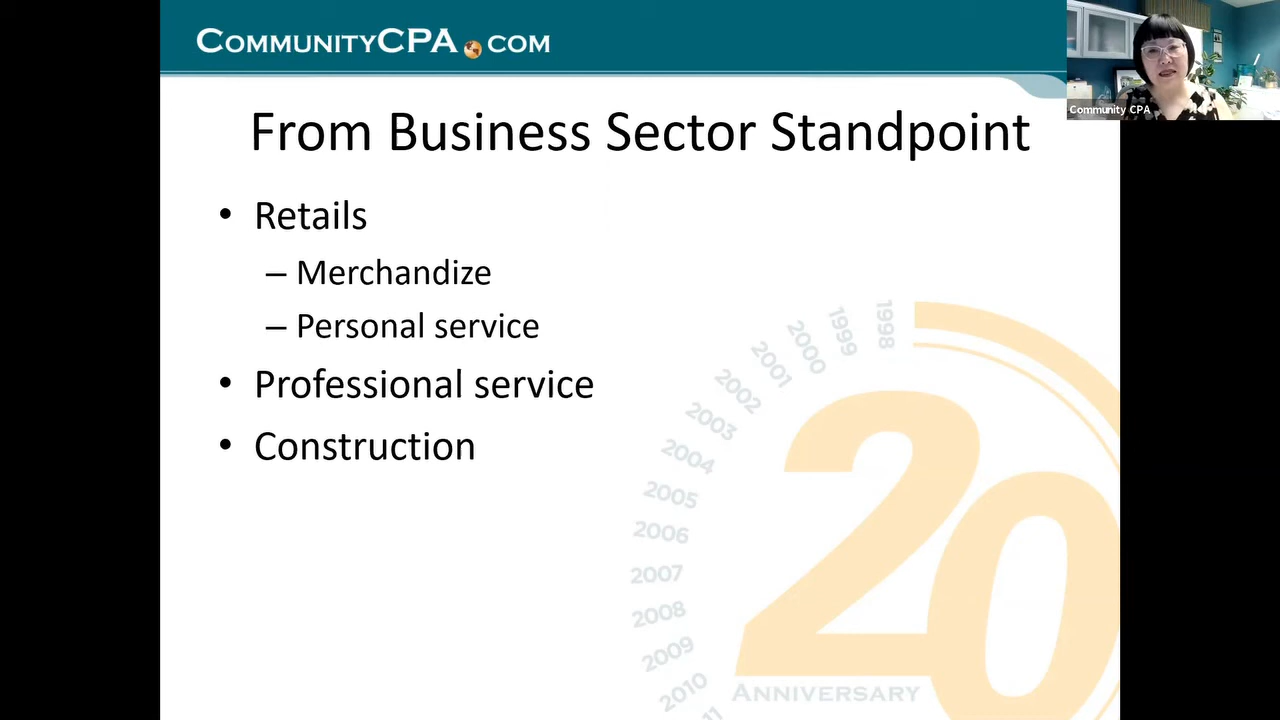 COMMUNITYCPA.COM
Community CPA
From Business Sector Standpoint
• Retails
– Merchandize
– Personal service
• Professional service
• Construction
1998
1999
2000
2001
2002
2003
2004
2005
2006
2007
2008
2009
2010
20
ANNIVERSARY